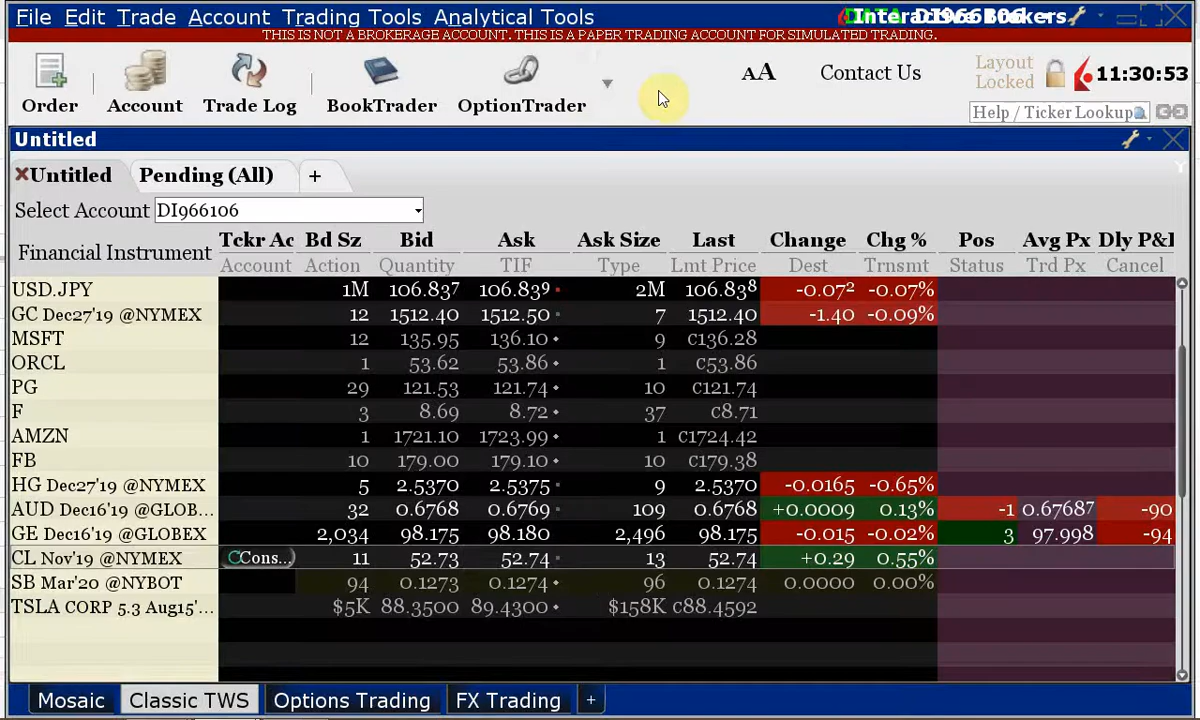 File Edit Trade Account Trading Tools Analytical Tools Interactive Brokers
THIS IS NOT A BROKERAGE ACCOUNT. THIS IS A PAPER TRADING ACCOUNT FOR SIMULATED TRADING.
Order Account Trade Log BookTrader OptionTrader AA Contact Us Layout Locked 11:30:53
Help / Ticker Lookup
Untitled
Untitled Pending (All) +
Select Account DI966106
Financial Instrument Tckr Ac Bd Sz Bid Ask Ask Size Last Change Chg % Pos Avg Px Dly P&L
Account Action Quantity TIF Type Lmt Price Dest Trnsmt Status Trd Px Cancel
USD.JPY 1M 106.837 106.839 2M 106.838 -0.072 -0.07%
GC Dec27'19 @NYMEX 12 1512.40 1512.50 7 1512.40 -1.40 -0.09%
MSFT 12 135.95 136.10 9 c136.28
ORCL 1 53.62 53.86 1 c53.86
PG 29 121.53 121.74 10 c121.74
F 3 8.69 8.72 37 c8.71
AMZN 1 1721.10 1723.99 1 c1724.42
FB 10 179.00 179.10 10 c179.38
HG Dec27'19 @NYMEX 5 2.5370 2.5375 9 2.5370 -0.0165 -0.65%
AUD Dec16'19 @GLOB... 32 0.6768 0.6769 109 0.6768 +0.0009 0.13% -1 0.67687 -90
GE Dec16'19 @GLOBEX 2,034 98.175 98.180 2,496 98.175 -0.015 -0.02% 3 97.998 -94
CL Nov'19 @NYMEX Cons... 11 52.73 52.74 13 52.74 +0.29 0.55%
SB Mar'20 @NYBOT 94 0.1273 0.1274 96 0.1274 0.0000 0.00%
TSLA CORP 5.3 Aug15'... $5K 88.3500 89.4300 $158K c88.4592
Mosaic Classic TWS Options Trading FX Trading +